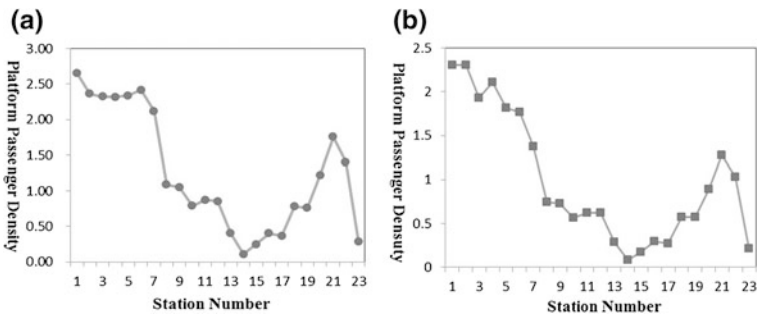 (a)
Platform Passenger Density
3.00
2.50
2.00
1.50
1.00
0.50
0.00
1 3 5 7 9 11 13 15 17 19 21 23
Station Number
(b)
Platform Passenger Densuty
2.5
2
1.5
1
0.5
0
1 3 5 7 9 11 13 15 17 19 21 23
Station Number